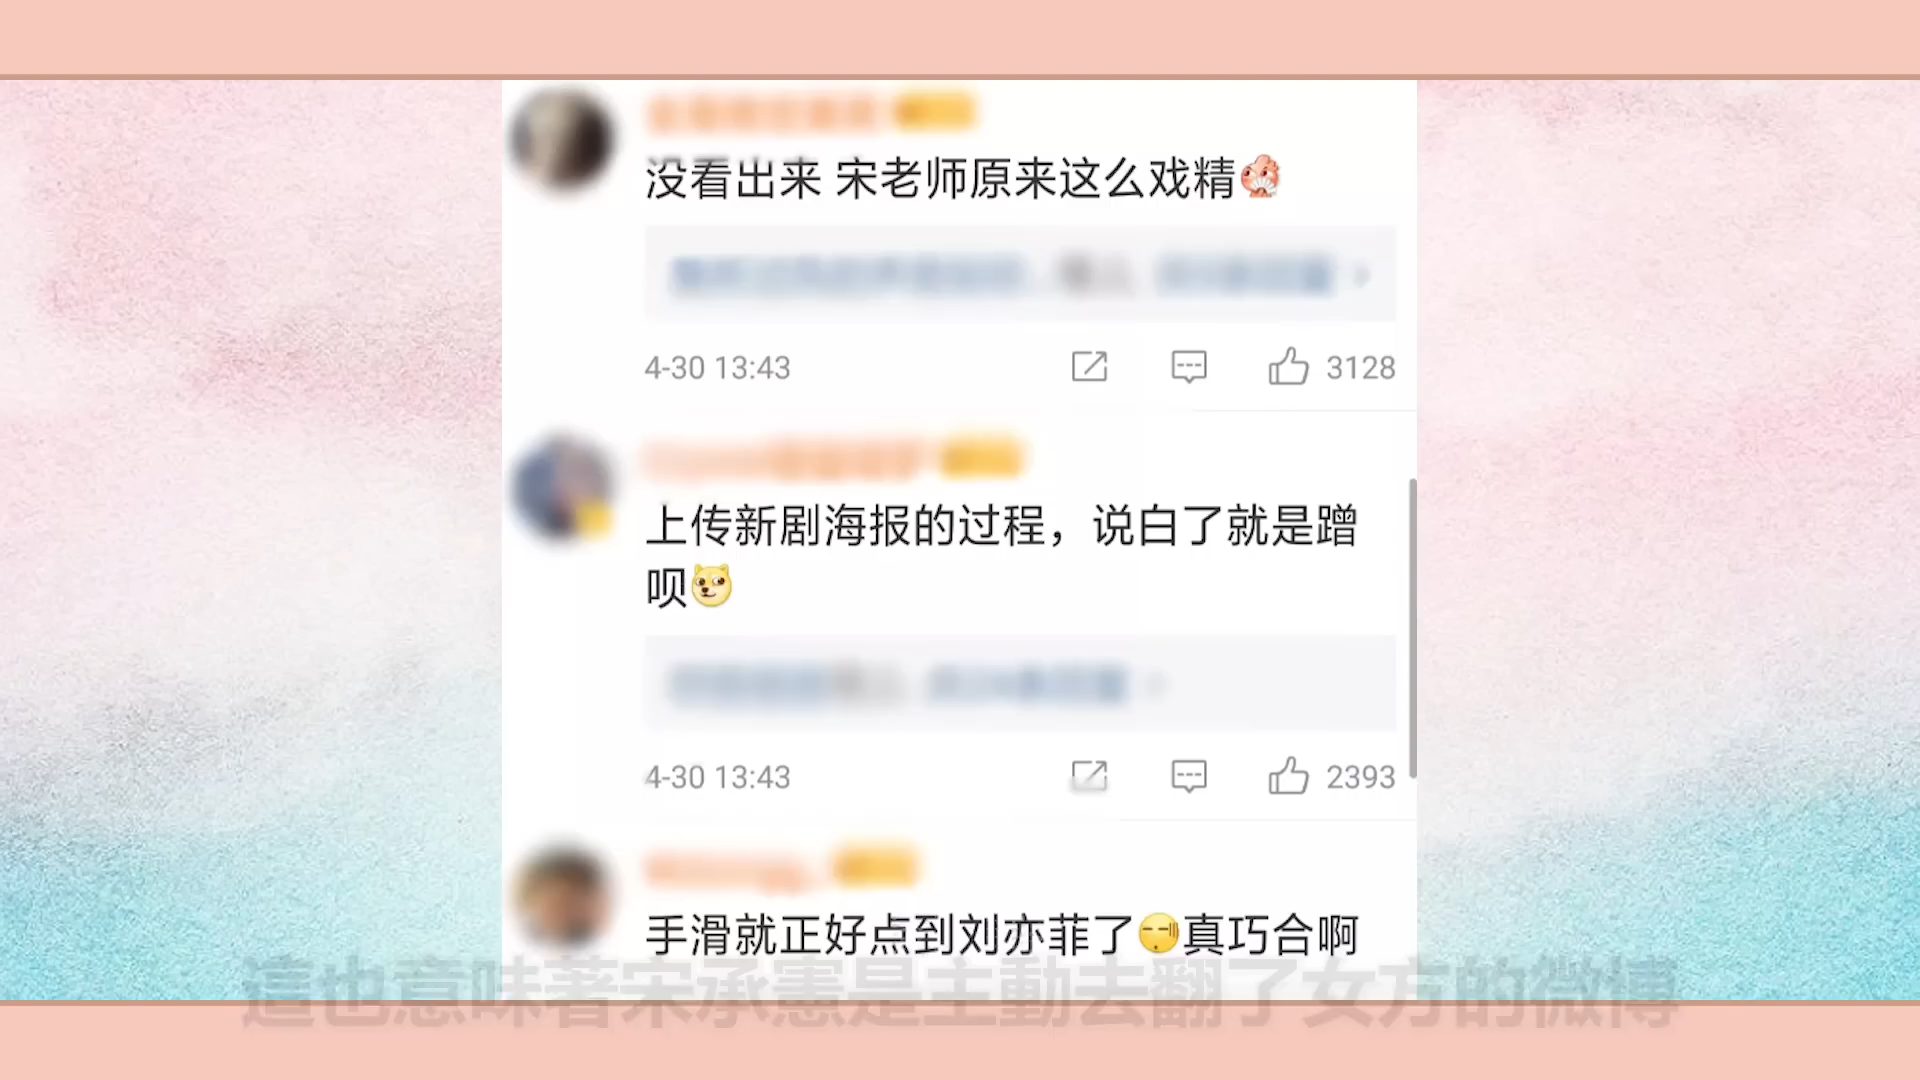 没看出来 宋老师原来这么戏精
4-30 13:43
3128
上传新剧海报的过程，说白了就是蹭
呗
4-30 13:43
2393
手滑就正好点到刘亦菲了真巧合啊
這也意味著宋承憲是主動去翻了女方的微博